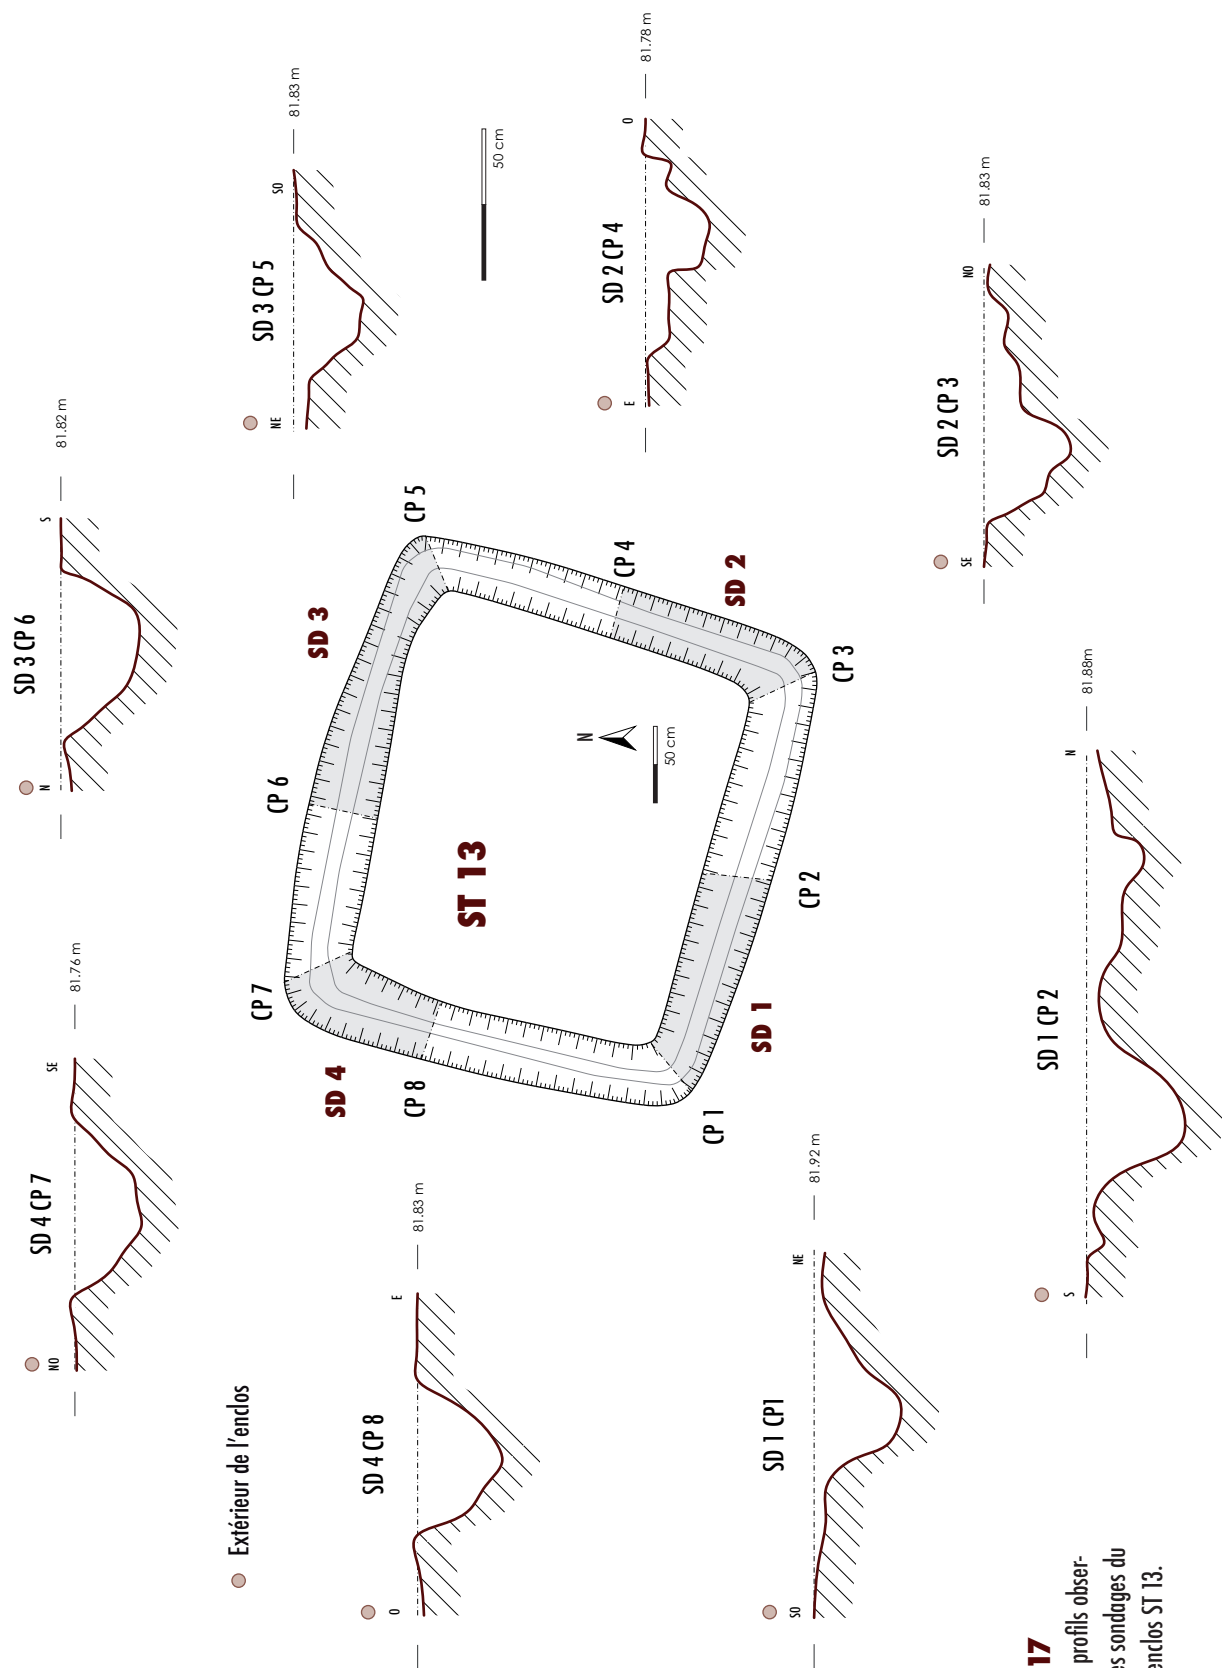 SD 4 CP 7
NO
SE
81.76 m
SD 3 CP 6
N
S
81.82 m
Extérieur de l'enclos
SD 3 CP 5
NE
SO
81.83 m
SD 4 CP 8
O
E
81.83 m
50 cm
CP 7
CP 6
SD 3
CP 5
SD 4
CP 8
ST 13
N
50 cm
CP 4
SD 2
CP 1
SD 1
CP 2
CP 3
SD 2 CP 4
E
O
81.78 m
SD 1 CP1
SO
NE
81.92 m
SD 2 CP 3
SE
NO
81.83 m
SD 1 CP 2
S
N
81.88m
17
profils obser-
es sondages du
enclos ST 13.